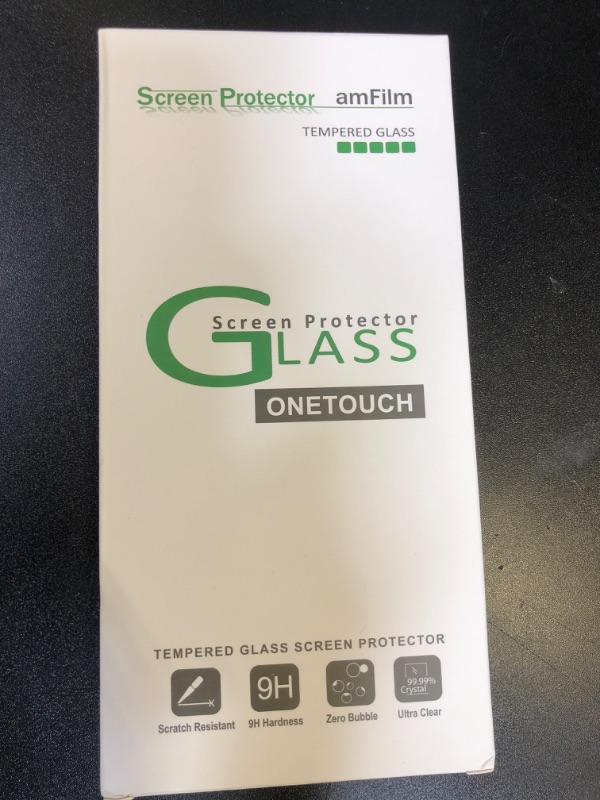 Screen Protector amFilm
TEMPERED GLASS
Screen Protector
GLASS
ONETOUCH
TEMPERED GLASS SCREEN PROTECTOR
9H
99.99%
Crystal
Scratch Resistant 9H Hardness Zero Bubble Ultra Clear